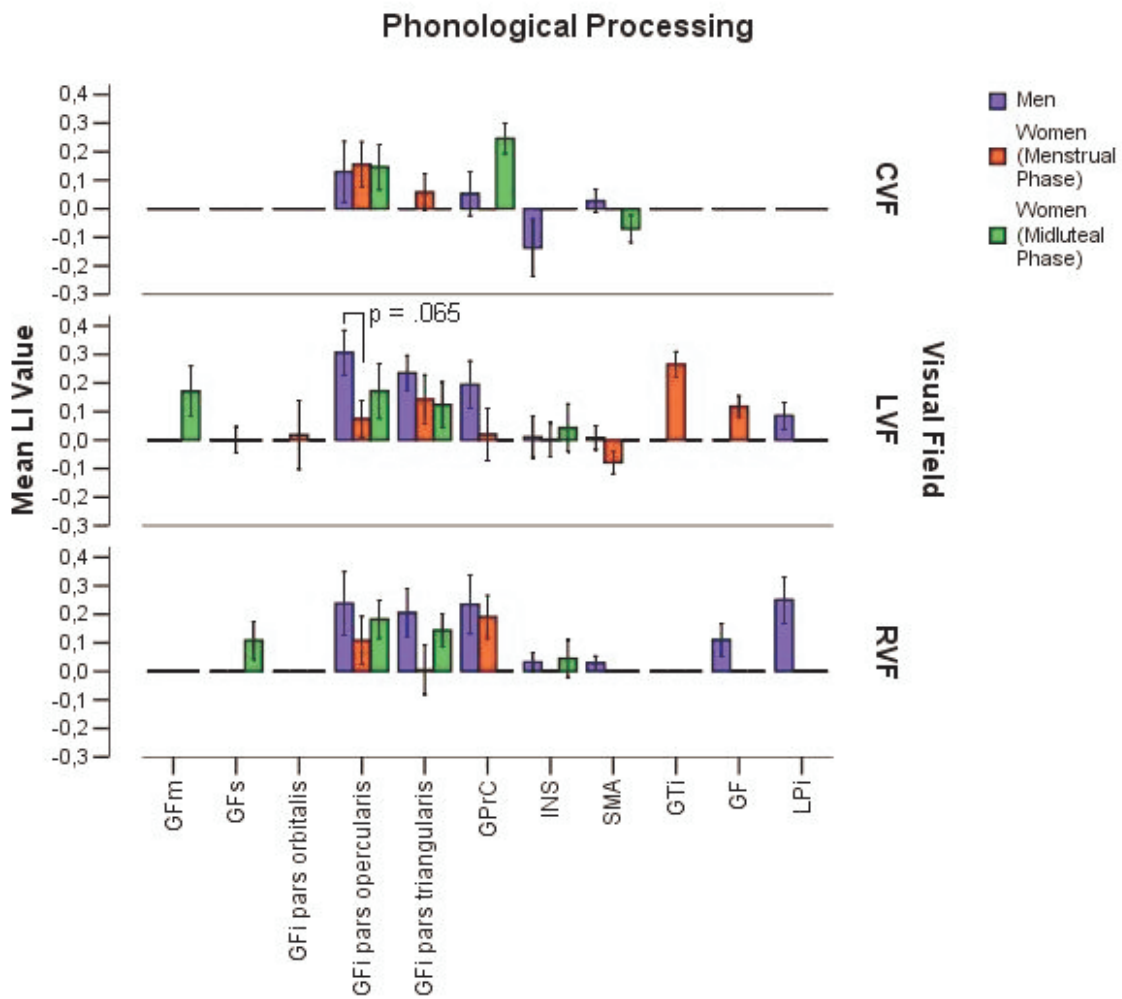 Phonological Processing
Mean LI Value
0,4
0,3
0,2
0,1
0,0
-0,1
-0,2
-0,3
CVF
0,4
0,3
0,2
0,1
0,0
-0,1
-0,2
-0,3
p = .065
LVF
0,4
0,3
0,2
0,1
0,0
-0,1
-0,2
-0,3
RVF
Visual Field
GFm
GFs
GFi pars orbitalis
GFi pars opercularis
GFi pars triangularis
GPrC
INS
SMA
GTi
GF
LPi
Men
Women
(Menstrual
Phase)
Women
(Midluteal
Phase)